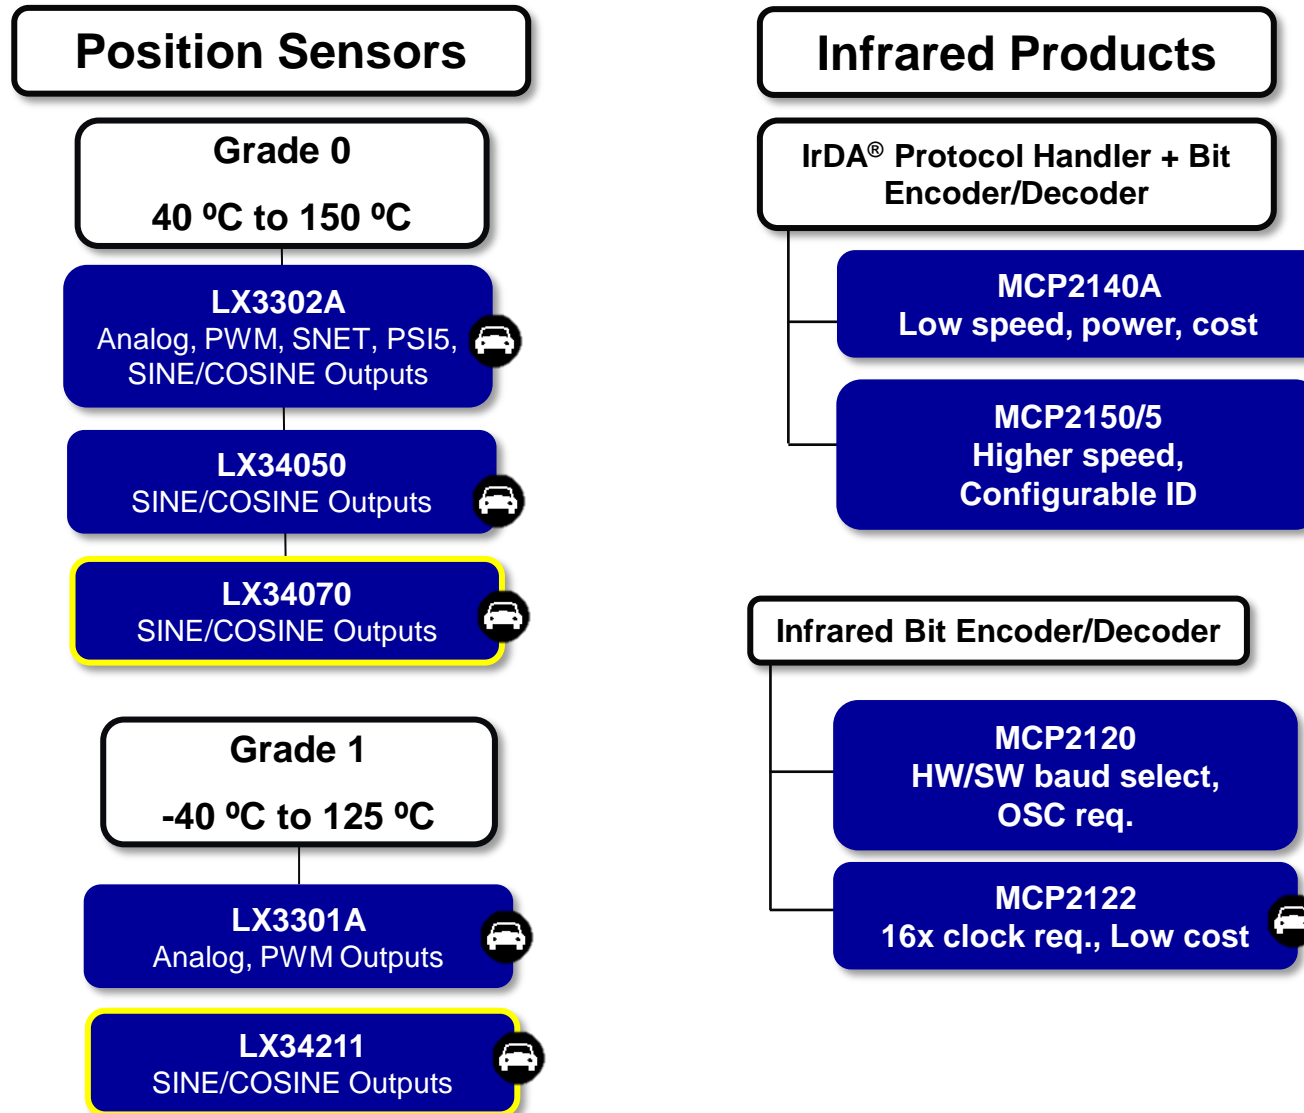 Position Sensors
Grade 0
40 ºC to 150 ºC
LX3302A
Analog, PWM, SNET, PSI5,
SINE/COSINE Outputs
LX34050
SINE/COSINE Outputs
LX34070
SINE/COSINE Outputs
Grade 1
-40 ºC to 125 ºC
LX3301A
Analog, PWM Outputs
LX34211
SINE/COSINE Outputs
Infrared Products
IrDA® Protocol Handler + Bit
Encoder/Decoder
MCP2140A
Low speed, power, cost
MCP2150/5
Higher speed,
Configurable ID
Infrared Bit Encoder/Decoder
MCP2120
HW/SW baud select,
OSC req.
MCP2122
16x clock req., Low cost